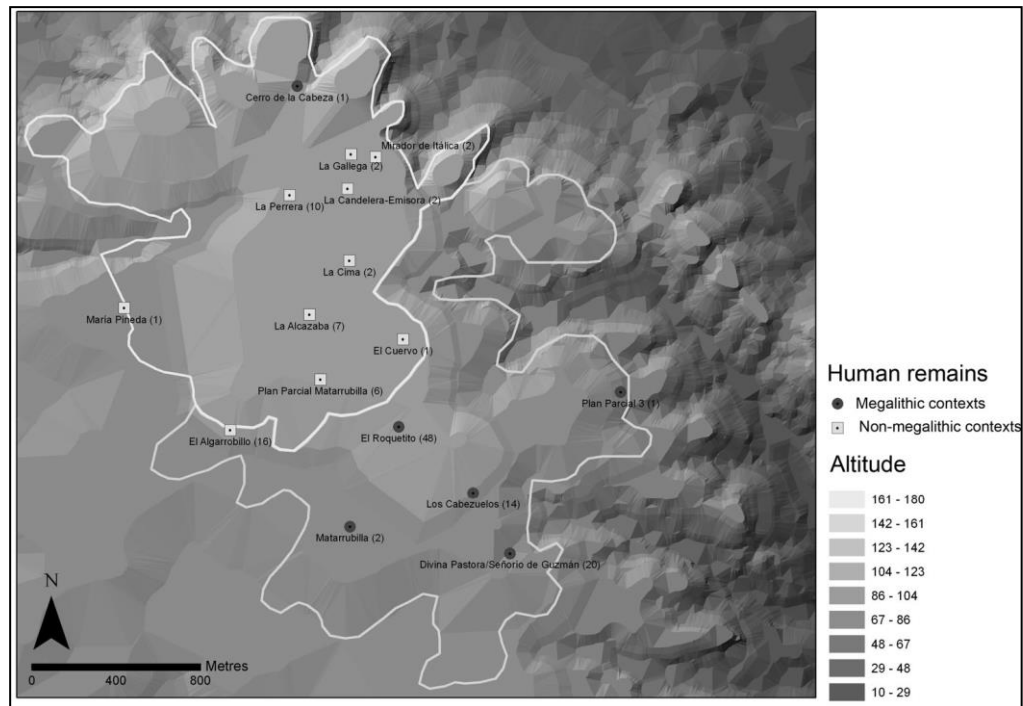 Cerro de la Cabeza (1)
Mirador de Itálica (2)
La Gallega (2)
La Candelera-Emisora (2)
La Perrera (10)
La Cima (2)
María Pineda (1)
La Alcazaba (7)
El Cuervo (1)
Plan Parcial Matarrubilla (6)
Plan Parcial 3 (1)
El Algarrobillo (16)
El Roquetito (48)
Los Cabezuelos (14)
Matarrubilla (2)
Divina Pastora/Señorio de Guzmán (20)
N
Metres
0 400 800
Human remains
Megalithic contexts
Non-megalithic contexts
Altitude
161 - 180
142 - 161
123 - 142
104 - 123
86 - 104
67 - 86
48 - 67
29 - 48
10 - 29